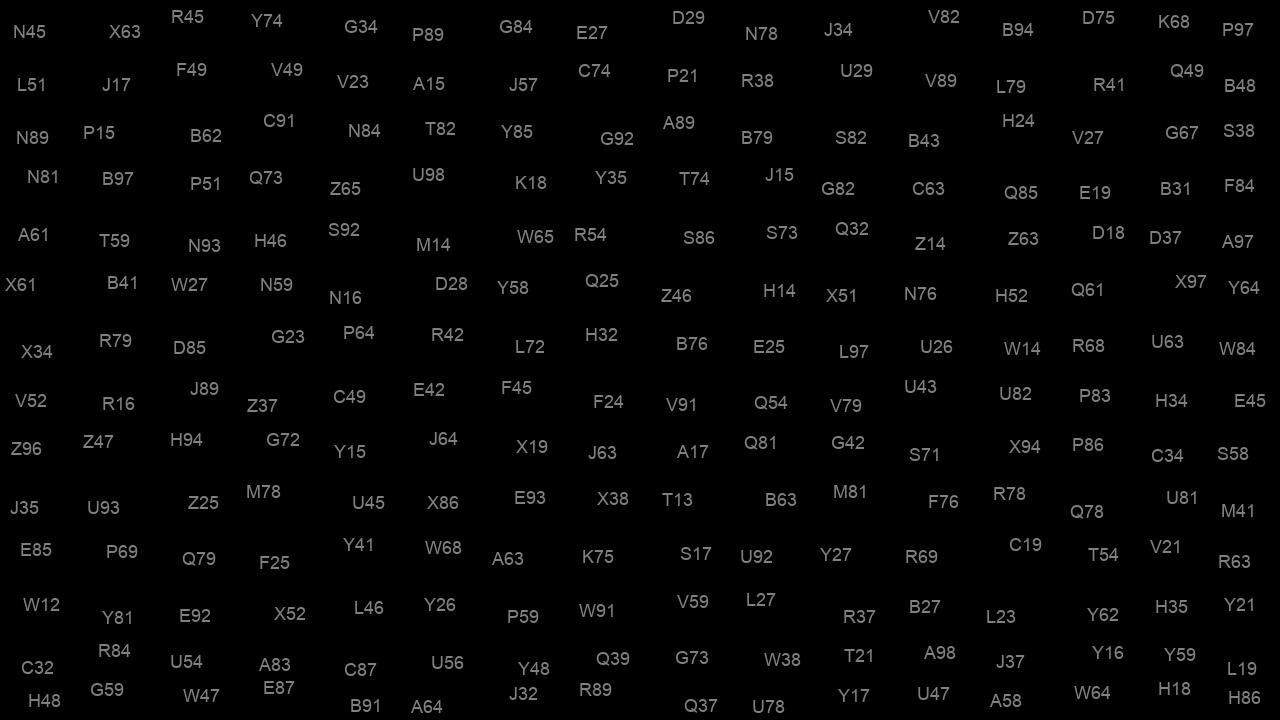 N45 X63 R45 Y74 G34 P89 G84 E27 D29 N78 J34 V82 B94 D75 K68 P97
L51 J17 F49 V49 V23 A15 J57 C74 P21 R38 U29 V89 L79 R41 Q49 B48
N89 P15 B62 C91 N84 T82 Y85 G92 A89 B79 S82 B43 H24 V27 G67 S38
N81 B97 P51 Q73 Z65 U98 K18 Y35 T74 J15 G82 C63 Q85 E19 B31 F84
A61 T59 N93 H46 S92 M14 W65 R54 S86 S73 Q32 Z14 Z63 D18 D37 A97
X61 B41 W27 N59 N16 D28 Y58 Q25 Z46 H14 X51 N76 H52 Q61 X97 Y64
X34 R79 D85 G23 P64 R42 L72 H32 B76 E25 L97 U26 W14 R68 U63 W84
V52 R16 J89 Z37 C49 E42 F45 F24 V91 Q54 V79 U43 U82 P83 H34 E45
Z96 Z47 H94 G72 Y15 J64 X19 J63 A17 Q81 G42 S71 X94 P86 C34 S58
J35 U93 Z25 M78 U45 X86 E93 X38 T13 B63 M81 F76 R78 Q78 U81 M41
E85 P69 Q79 F25 Y41 W68 A63 K75 S17 U92 Y27 R69 C19 T54 V21 R63
W12 Y81 E92 X52 L46 Y26 P59 W91 V59 L27 R37 B27 L23 Y62 H35 Y21
C32 R84 U54 A83 C87 U56 Y48 Q39 G73 W38 T21 A98 J37 Y16 Y59 L19
H48 G59 W47 E87 B91 A64 J32 R89 Q37 U78 Y17 U47 A58 W64 H18 H86